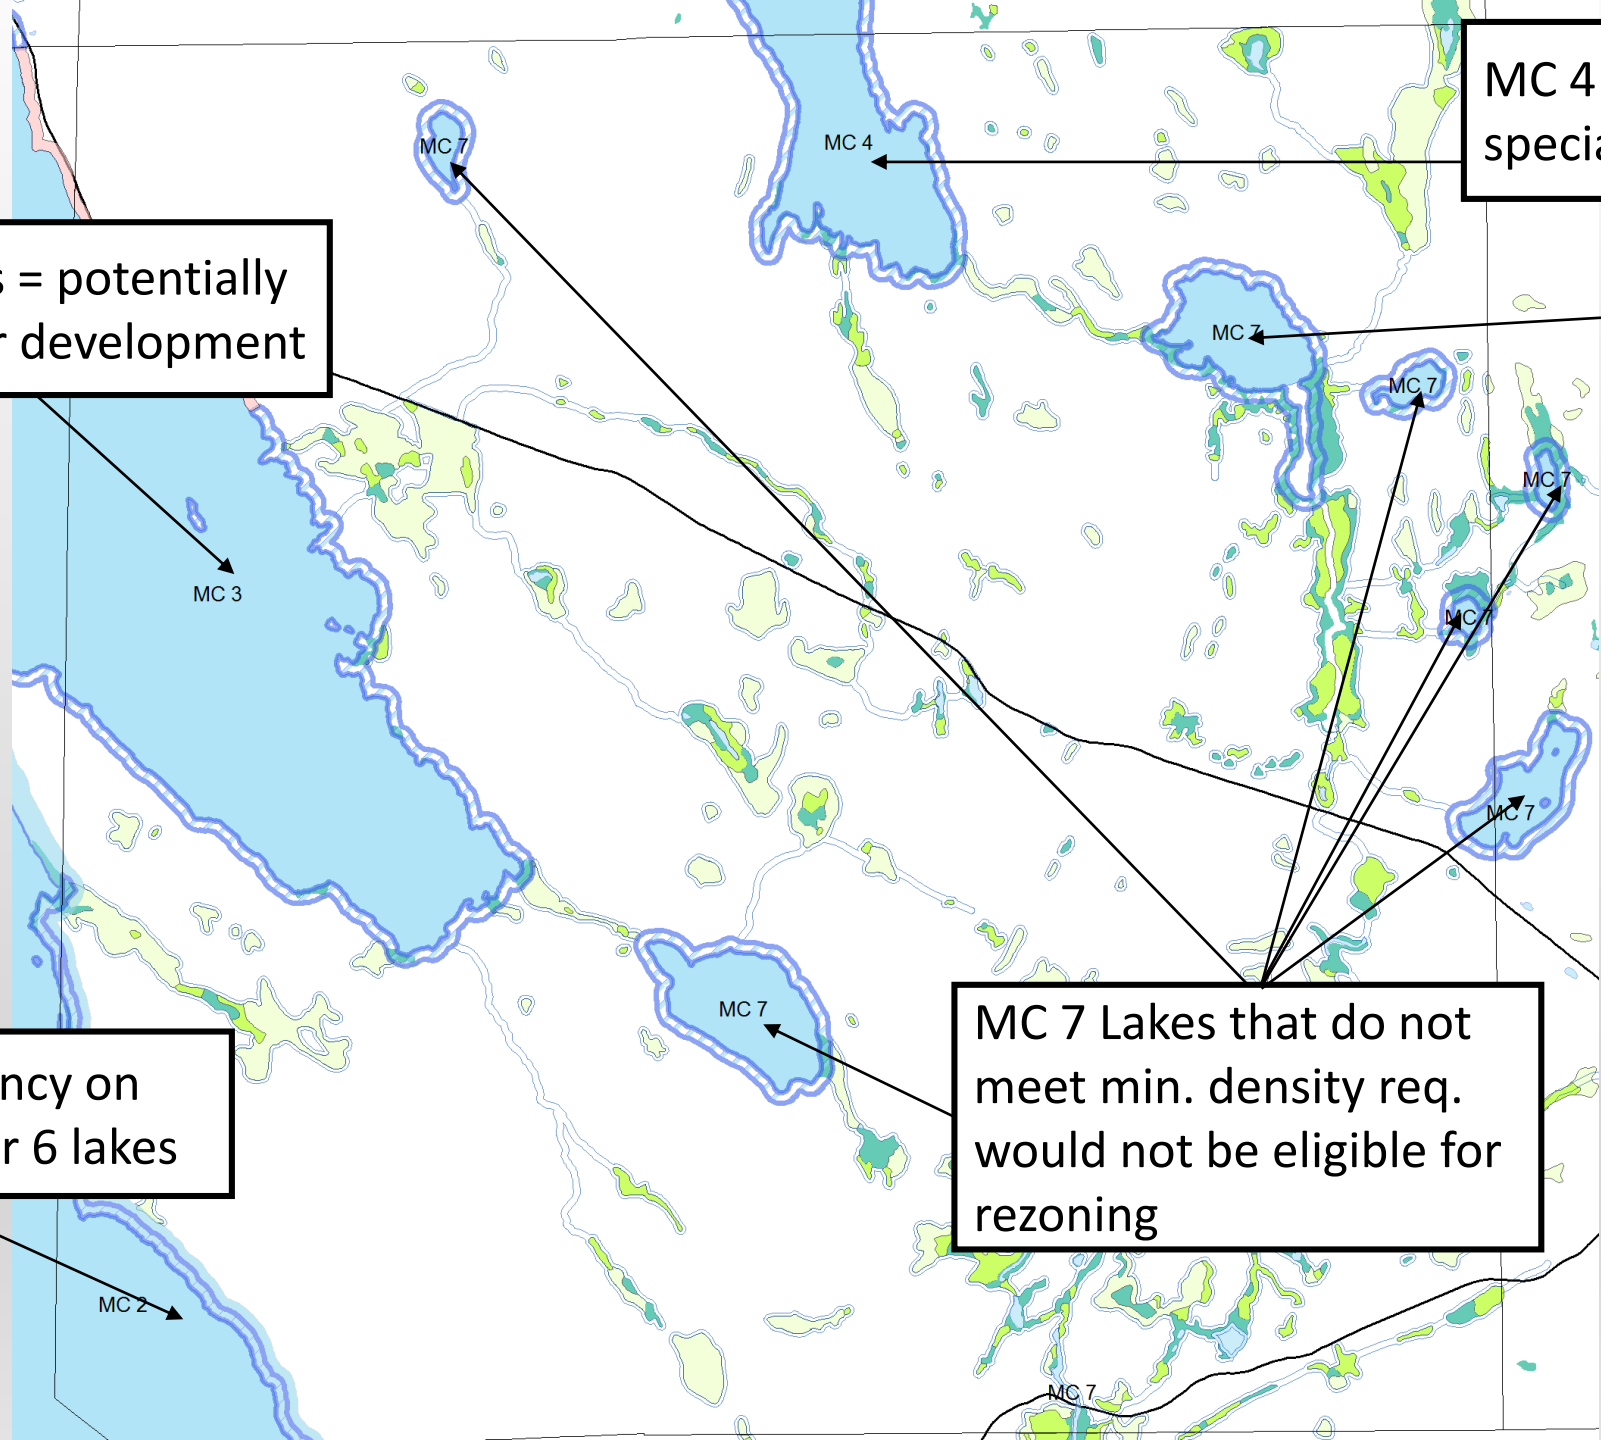 MC 4
specia
MC 7
MC 4
s = potentially
r development
MC 7
MC 7
MC 7
MC 3
MC 7
MC 7
MC 7
MC 7 Lakes that do not
meet min. density req.
would not be eligible for
rezoning
ncy on
r 6 lakes
MC 2
MC 7